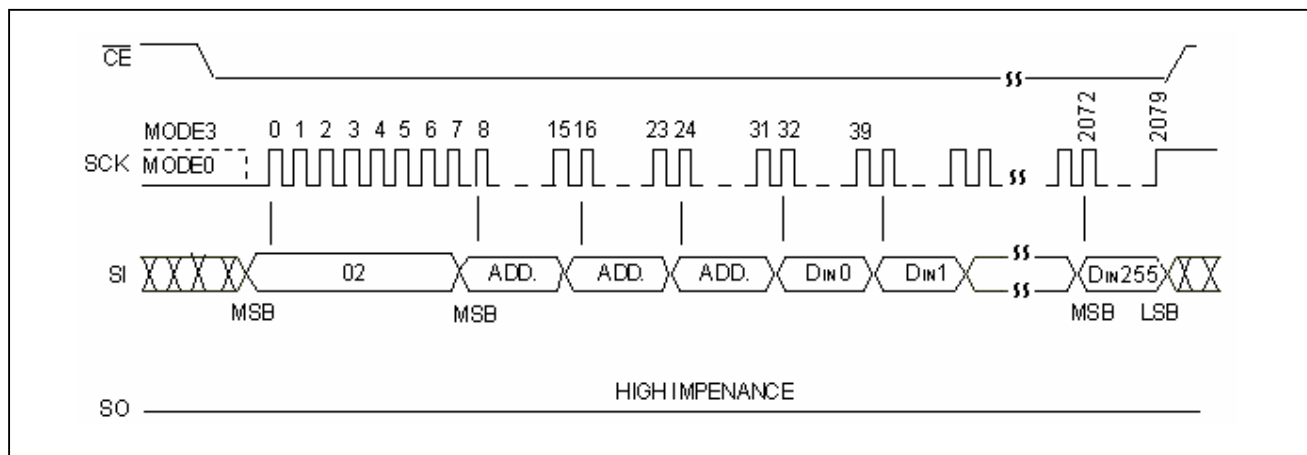 CE
2072
2079
MODE3 0 1 2 3 4 5 6 7 8 15 16 23 24 31 32 39
SCK MODE0
SI 02 ADD. ADD. ADD. DIN0 DIN1 DIN255
MSB MSB MSB LSB
HIGH IMPENANCE
SO